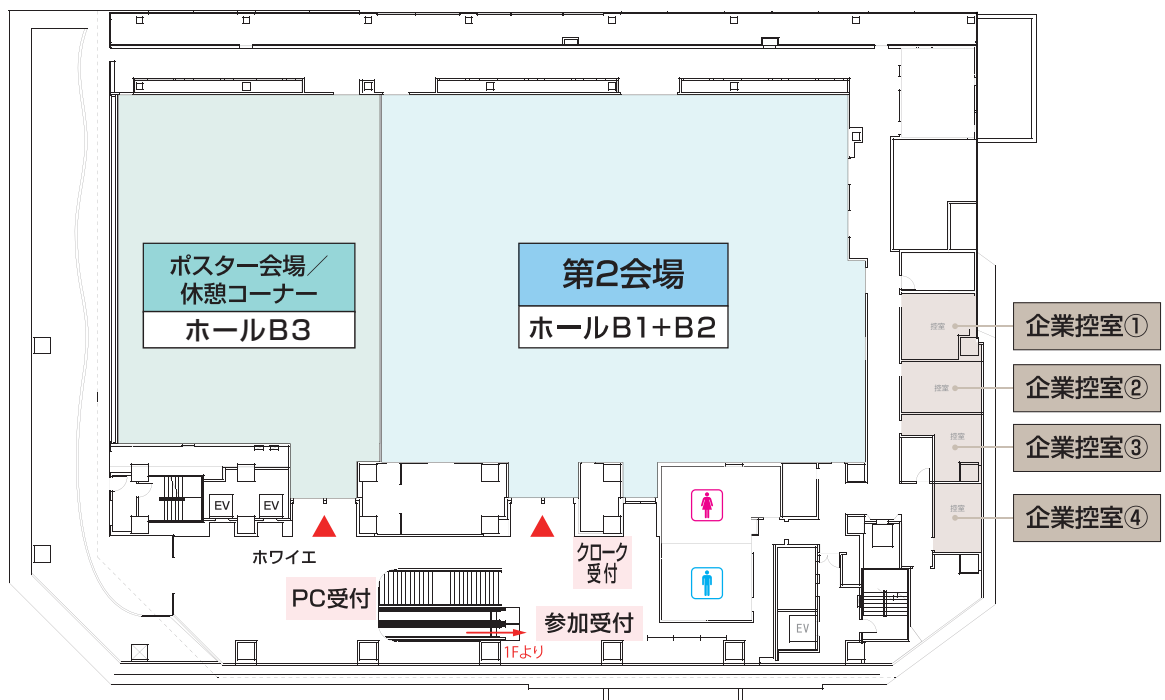 ポスター会場／
休憩コーナー
ホールB3
第2会場
ホールB1+B2
控室
企業控室①
控室
企業控室②
控室
企業控室③
控室
企業控室④
EV
EV
ホワイエ
クローク
受付
PC受付
参加受付
1Fより
EV